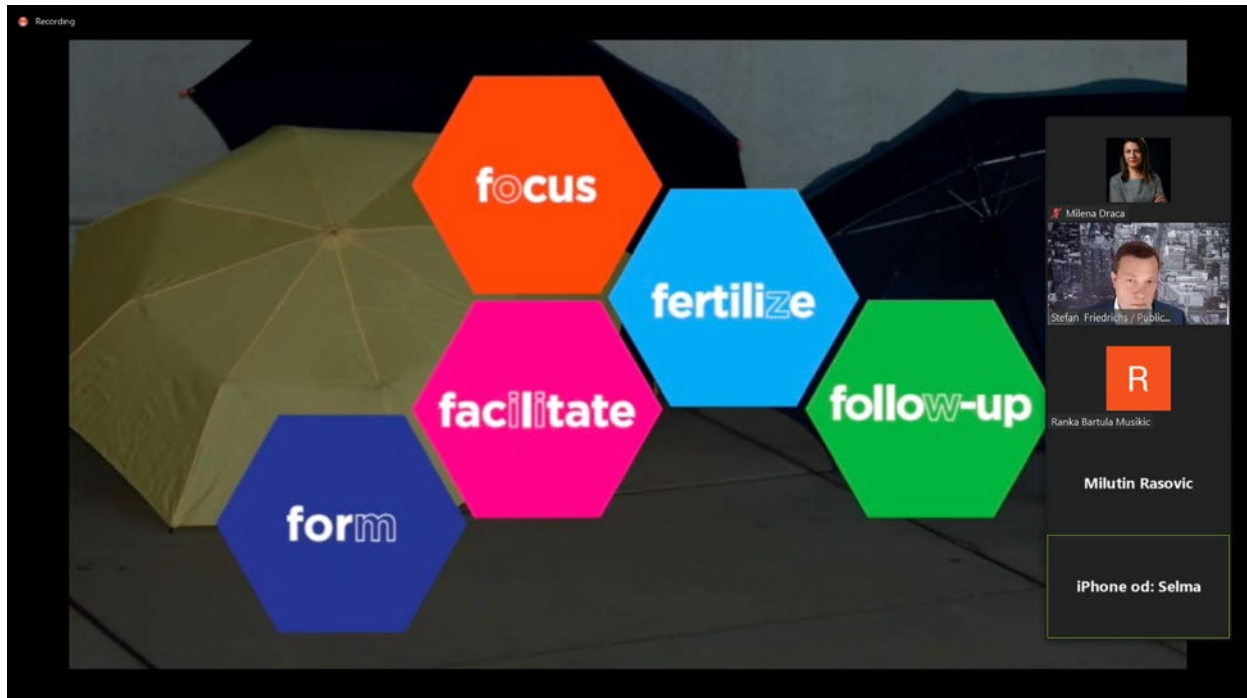 Recording
focus
fertilize
facilitate
follow-up
form
Milena Draca
Stefan Friedrichs / Public...
R
Ranka Bartula Musikic
Milutin Rasovic
iPhone od: Selma